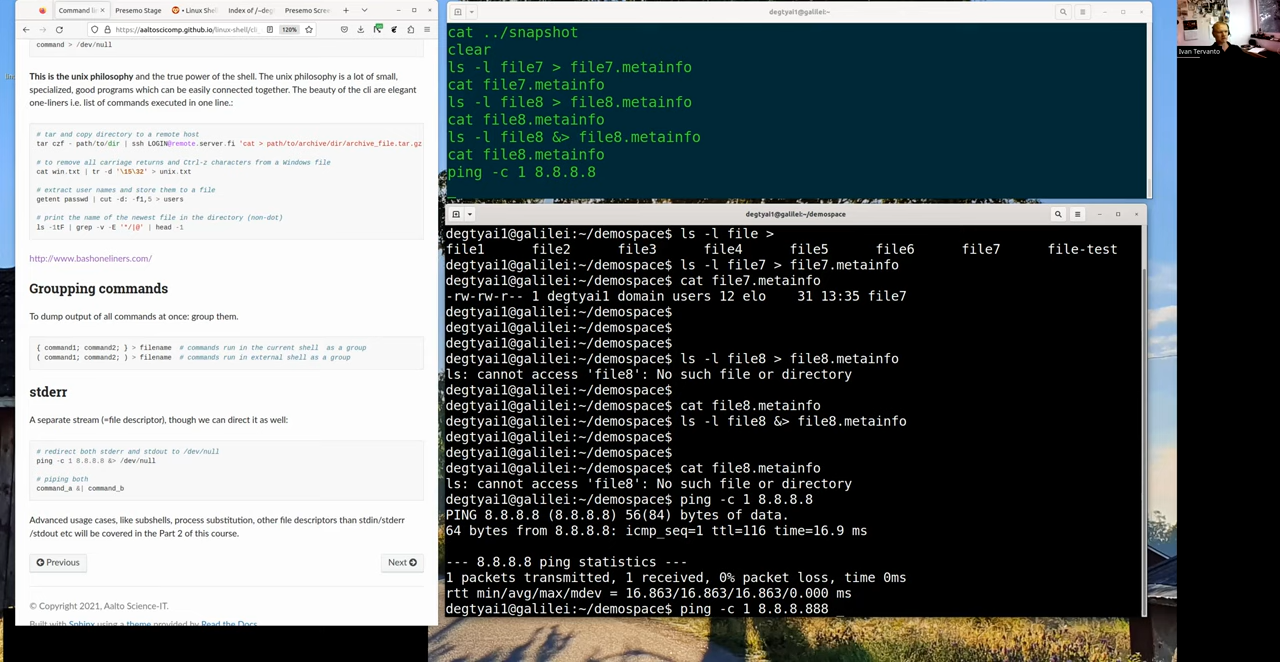 Command li
Presemo Stage
• Linux Shel
Index of /~deg
Presemo Scree
https://aaltoscicomp.github.io/linux-shell/cli_
120%
command > /dev/null
This is the unix philosophy and the true power of the shell. The unix philosophy is a lot of small,
specialized, good programs which can be easily connected together. The beauty of the cli are elegant
one-liners i.e. list of commands executed in one line.:
# tar and copy directory to a remote host
tar czf - path/to/dir | ssh LOGIN@remote.server.fi 'cat > path/to/archive/dir/archive_file.tar.gz
# to remove all carriage returns and Ctrl-z characters from a Windows file
cat win.txt | tr -d '\15\32' > unix.txt
# extract user names and store them to a file
getent passwd | cut -d: -f1,5 > users
# print the name of the newest file in the directory (non-dot)
ls -1tF | grep -v -E '*/|@' | head -1
http://www.bashoneliners.com/
Groupping commands
To dump output of all commands at once: group them.
{ command1; command2; } > filename # commands run in the current shell as a group
( command1; command2; ) > filename # commands run in external shell as a group
stderr
A separate stream (=file descriptor), though we can direct it as well:
# redirect both stderr and stdout to /dev/null
ping -c 1 8.8.8.8 &> /dev/null
# piping both
command_a &| command_b
Advanced usage cases, like subshells, process substitution, other file descriptors than stdin/stderr
/stdout etc will be covered in the Part 2 of this course.
Previous
Next
© Copyright 2021, Aalto Science-IT.
Built with Sphinx using a theme provided by Read the Docs.
degtyai1@galilei:~
cat ../snapshot
clear
ls -l file7 > file7.metainfo
cat file7.metainfo
ls -l file8 > file8.metainfo
cat file8.metainfo
ls -l file8 &> file8.metainfo
cat file8.metainfo
ping -c 1 8.8.8.8
degtyai1@galilei:~/demospace
degtyai1@galilei:~/demospace$ ls -l file >
file1 file2 file3 file4 file5 file6 file7 file-test
degtyai1@galilei:~/demospace$ ls -l file7 > file7.metainfo
degtyai1@galilei:~/demospace$ cat file7.metainfo
-rw-rw-r-- 1 degtyai1 domain users 12 elo 31 13:35 file7
degtyai1@galilei:~/demospace$
degtyai1@galilei:~/demospace$
degtyai1@galilei:~/demospace$
degtyai1@galilei:~/demospace$ ls -l file8 > file8.metainfo
ls: cannot access 'file8': No such file or directory
degtyai1@galilei:~/demospace$
degtyai1@galilei:~/demospace$ cat file8.metainfo
degtyai1@galilei:~/demospace$ ls -l file8 &> file8.metainfo
degtyai1@galilei:~/demospace$
degtyai1@galilei:~/demospace$
degtyai1@galilei:~/demospace$ cat file8.metainfo
ls: cannot access 'file8': No such file or directory
degtyai1@galilei:~/demospace$ ping -c 1 8.8.8.8
PING 8.8.8.8 (8.8.8.8) 56(84) bytes of data.
64 bytes from 8.8.8.8: icmp_seq=1 ttl=116 time=16.9 ms
--- 8.8.8.8 ping statistics ---
1 packets transmitted, 1 received, 0% packet loss, time 0ms
rtt min/avg/max/mdev = 16.863/16.863/16.863/0.000 ms
degtyai1@galilei:~/demospace$ ping -c 1 8.8.8.888
Ivan Tervanto